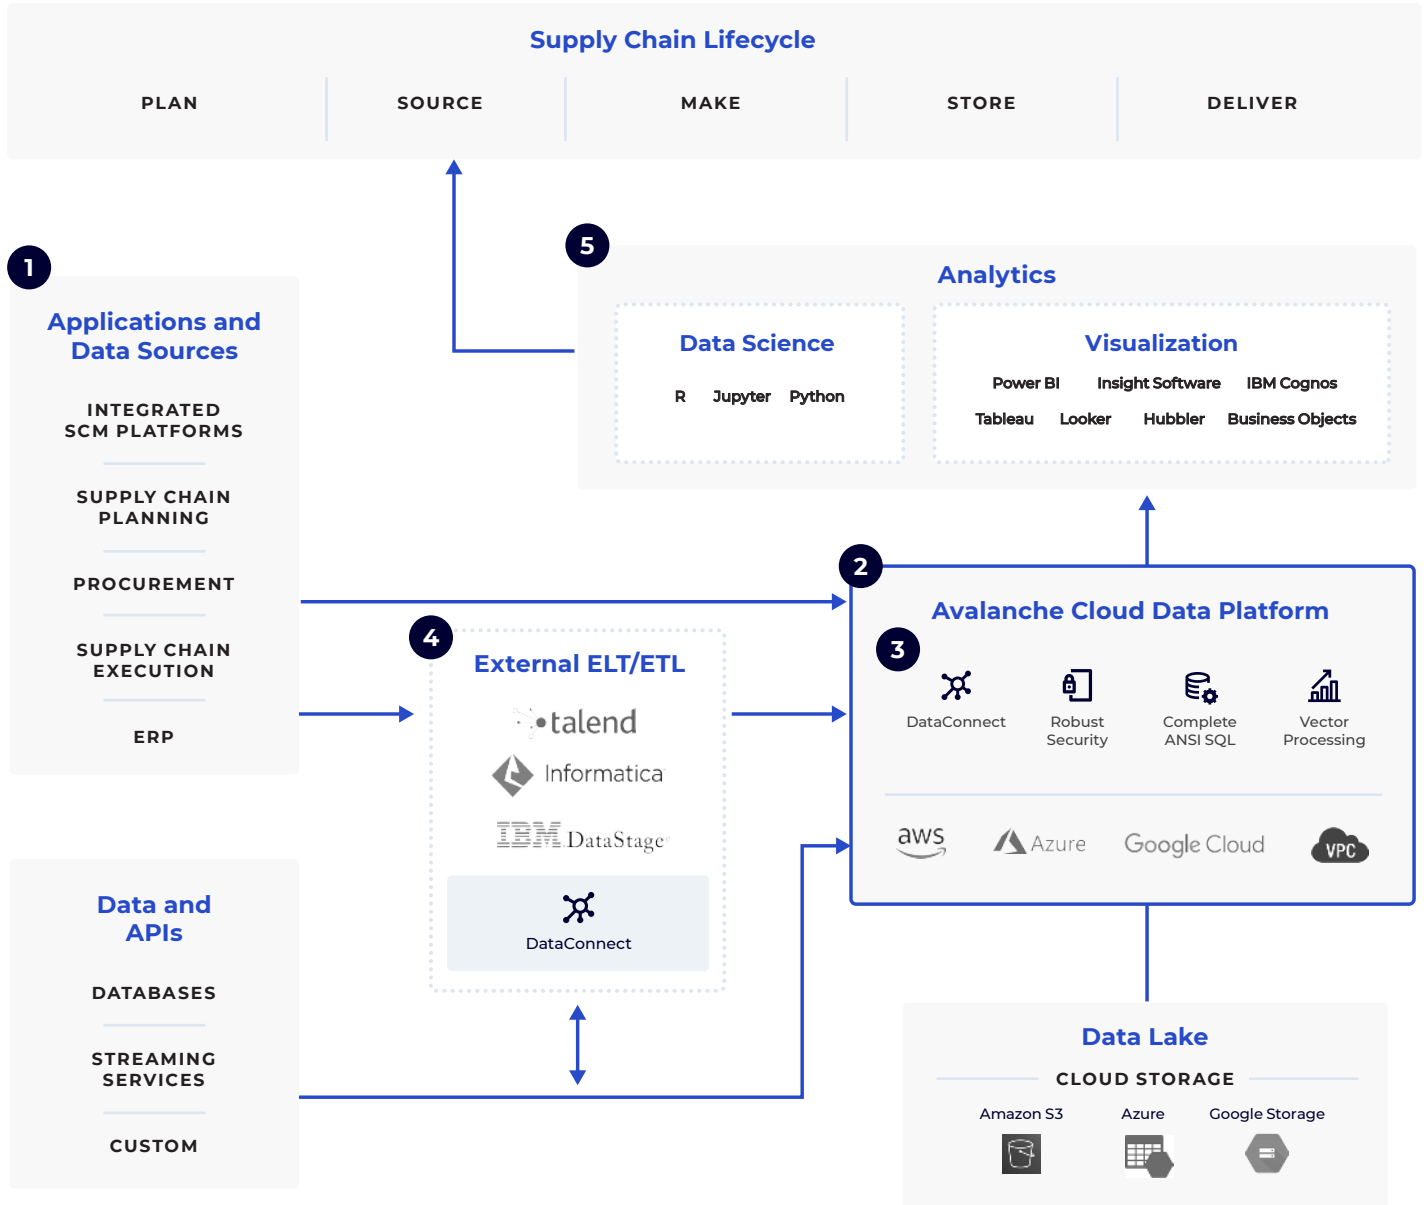 Supply Chain Lifecycle
PLAN
SOURCE
MAKE
STORE
DELIVER
1
Applications and
Data Sources
INTEGRATED
SCM PLATFORMS
SUPPLY CHAIN
PLANNING
PROCUREMENT
SUPPLY CHAIN
EXECUTION
ERP
Data and
APIs
DATABASES
STREAMING
SERVICES
CUSTOM
4
External ELT/ETL
talend
Informatica
IBM DataStage
DataConnect
5
Analytics
Data Science
R Jupyter Python
Visualization
Power BI Insight Software IBM Cognos
Tableau Looker Hubbler Business Objects
2
Avalanche Cloud Data Platform
3
DataConnect
Robust
Security
Complete
ANSI SQL
Vector
Processing
aws
Azure
Google Cloud
VPC
Data Lake
CLOUD STORAGE
Amazon S3
Azure
Google Storage